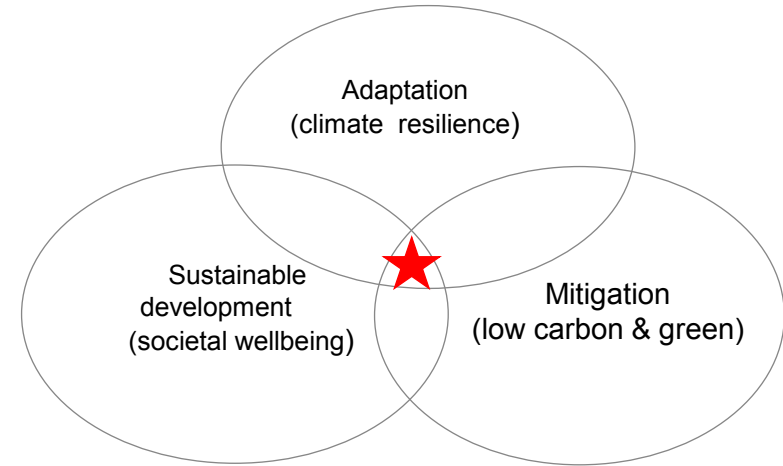 Adaptation
(climate resilience)
Sustainable
development
(societal wellbeing)
Mitigation
(low carbon & green)